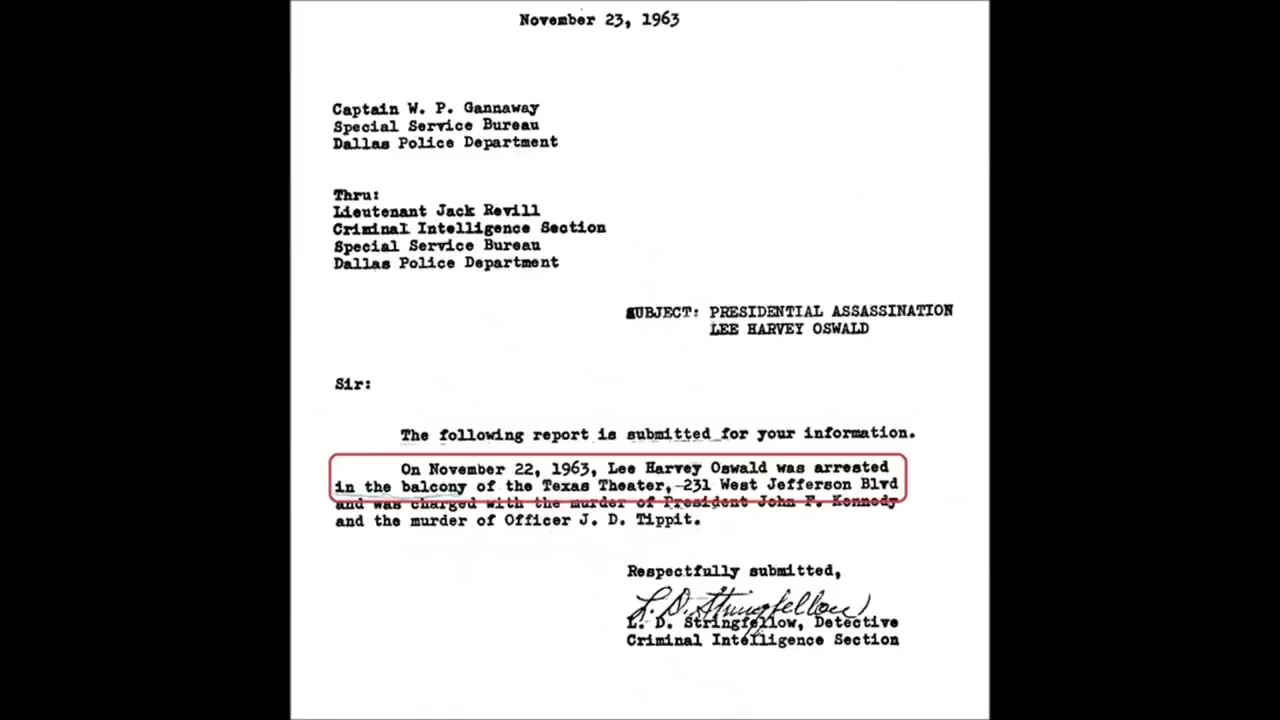 November 23, 1963
Captain W. P. Gannaway
Special Service Bureau
Dallas Police Department
Thru:
Lieutenant Jack Revill
Criminal Intelligence Section
Special Service Bureau
Dallas Police Department
SUBJECT: PRESIDENTIAL ASSASSINATION
LEE HARVEY OSWALD
Sir:
The following report is submitted for your information.
On November 22, 1963, Lee Harvey Oswald was arrested
in the balcony of the Texas Theater, 231 West Jefferson Blvd
and was charged with the murder of President John F. Kennedy
and the murder of Officer J. D. Tippit.
Respectfully submitted,
L. D. Stringfellow
L. D. Stringfellow, Detective
Criminal Intelligence Section